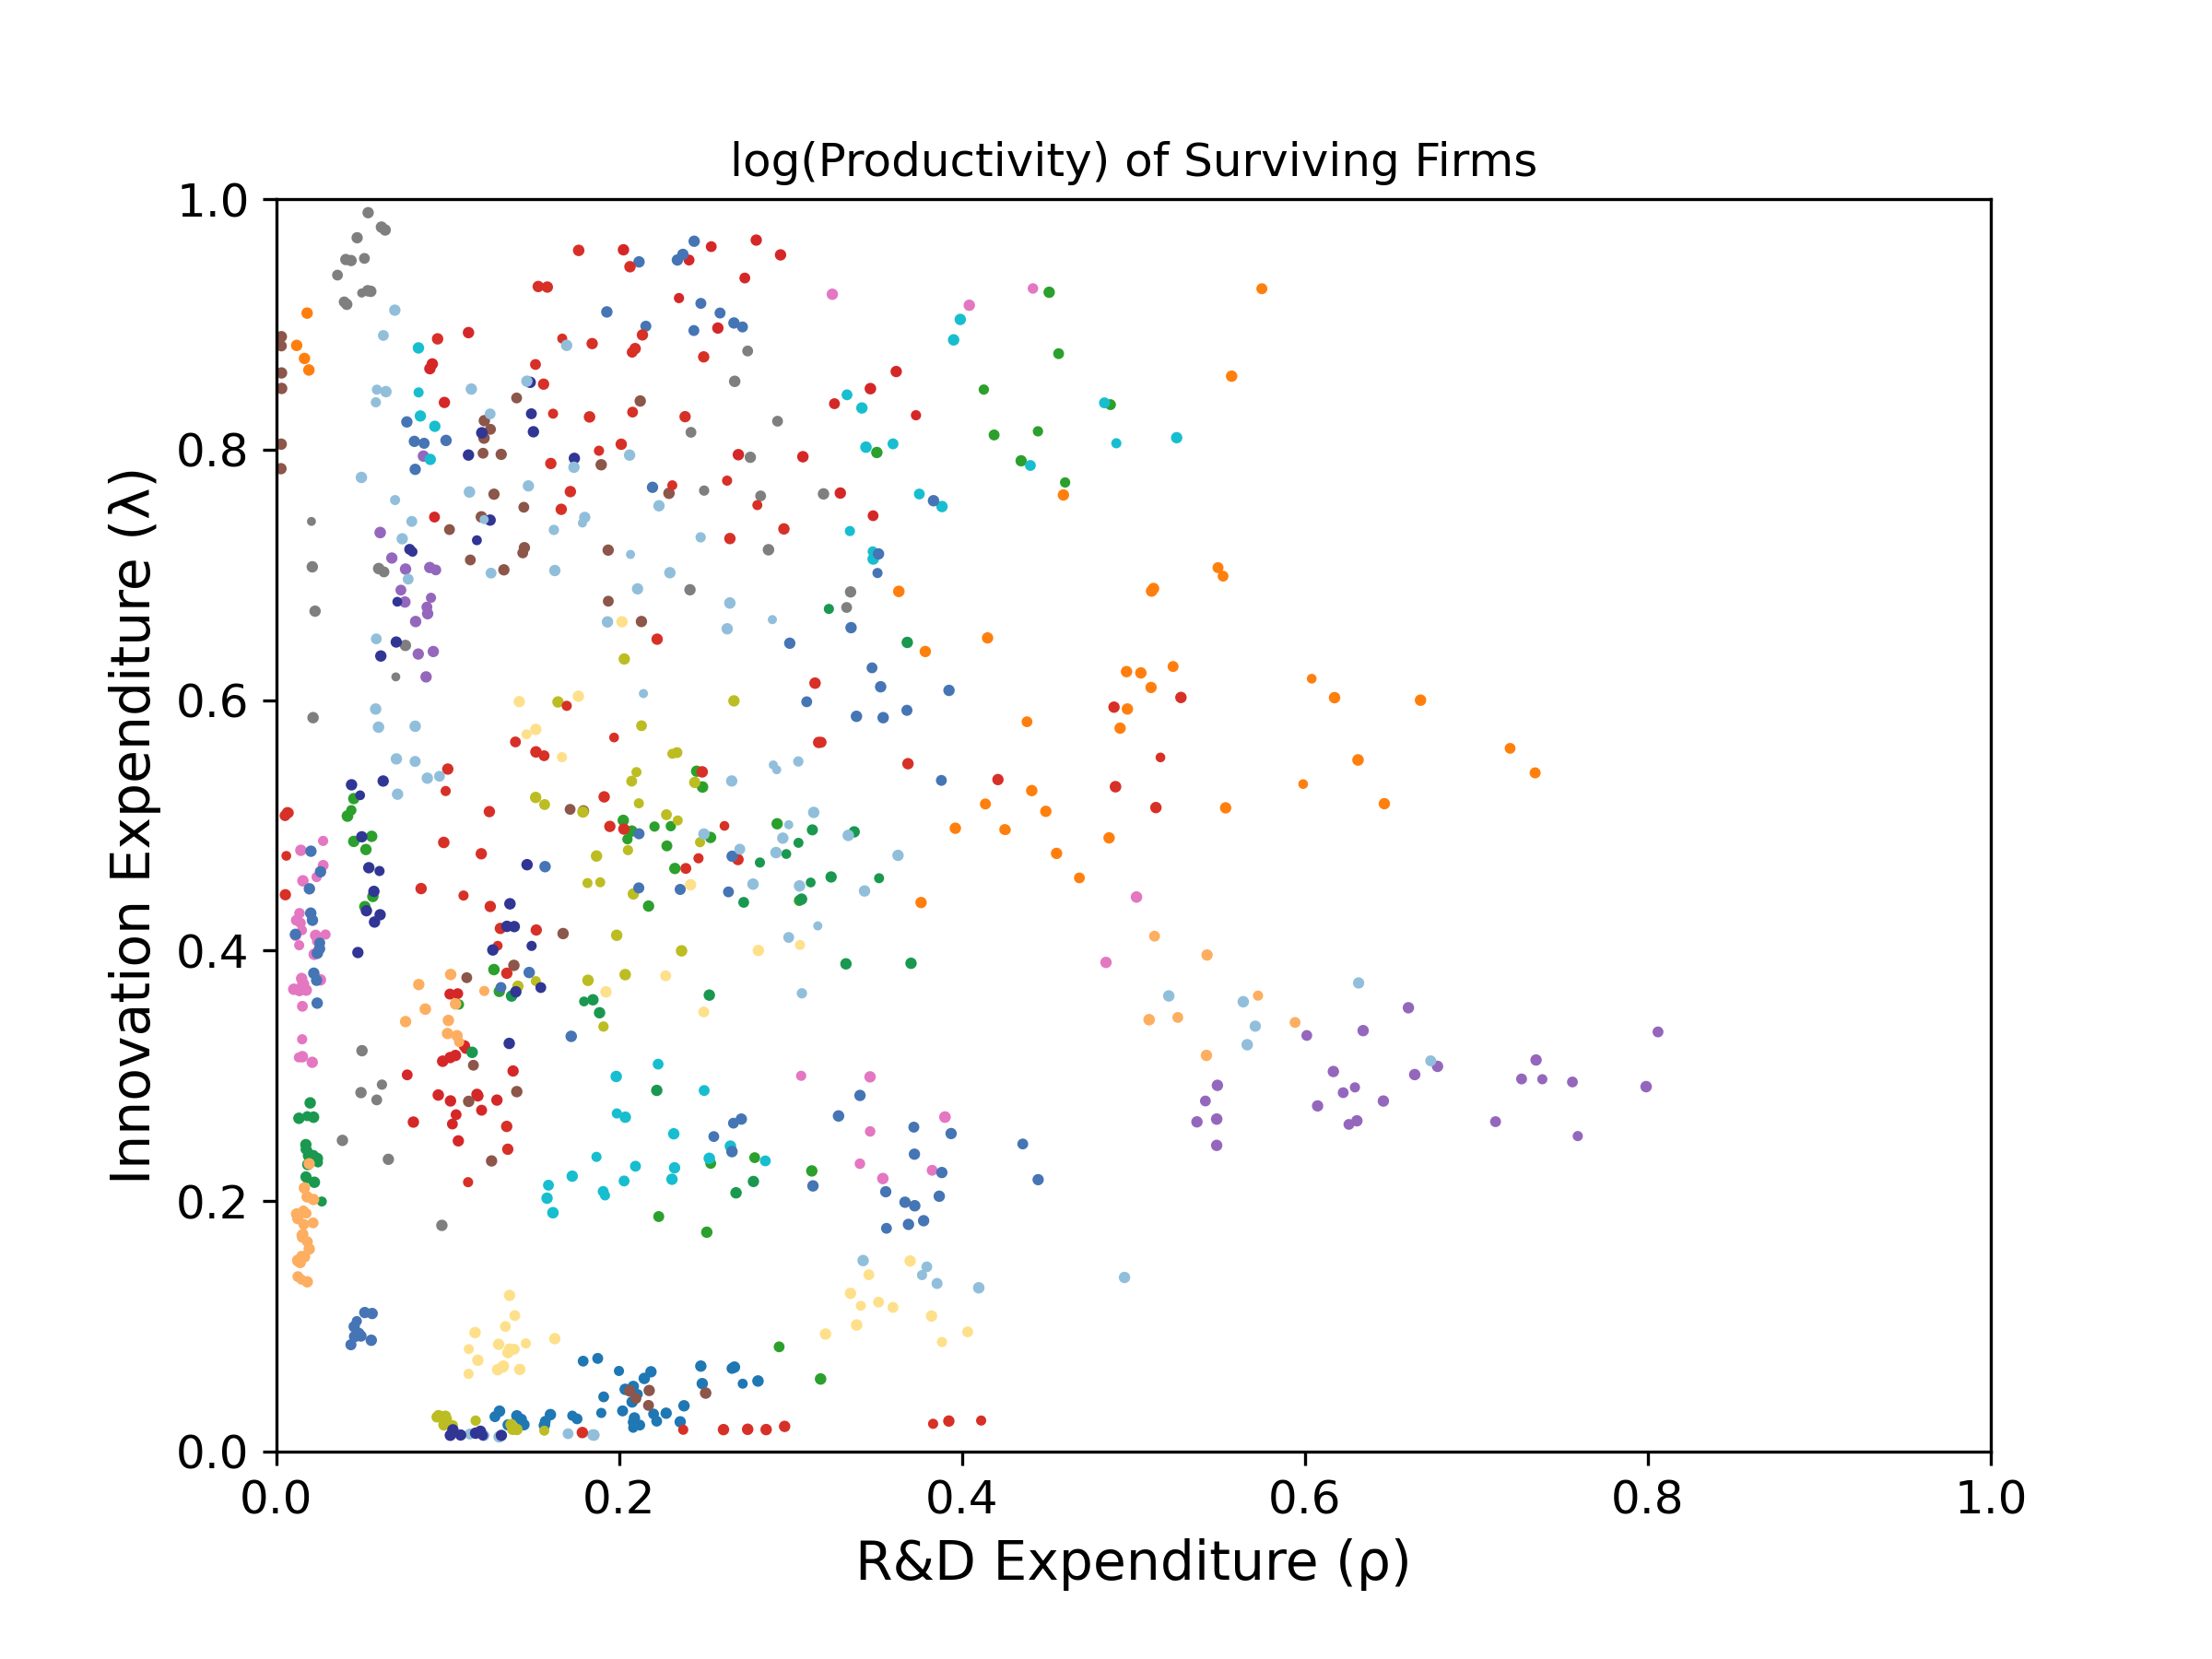 log(Productivity) of Surviving Firms
1.0
0.8
0.6
0.4
0.2
0.0
Innovation Expenditure (λ)
0.0 0.2 0.4 0.6 0.8 1.0
R&D Expenditure (ρ)